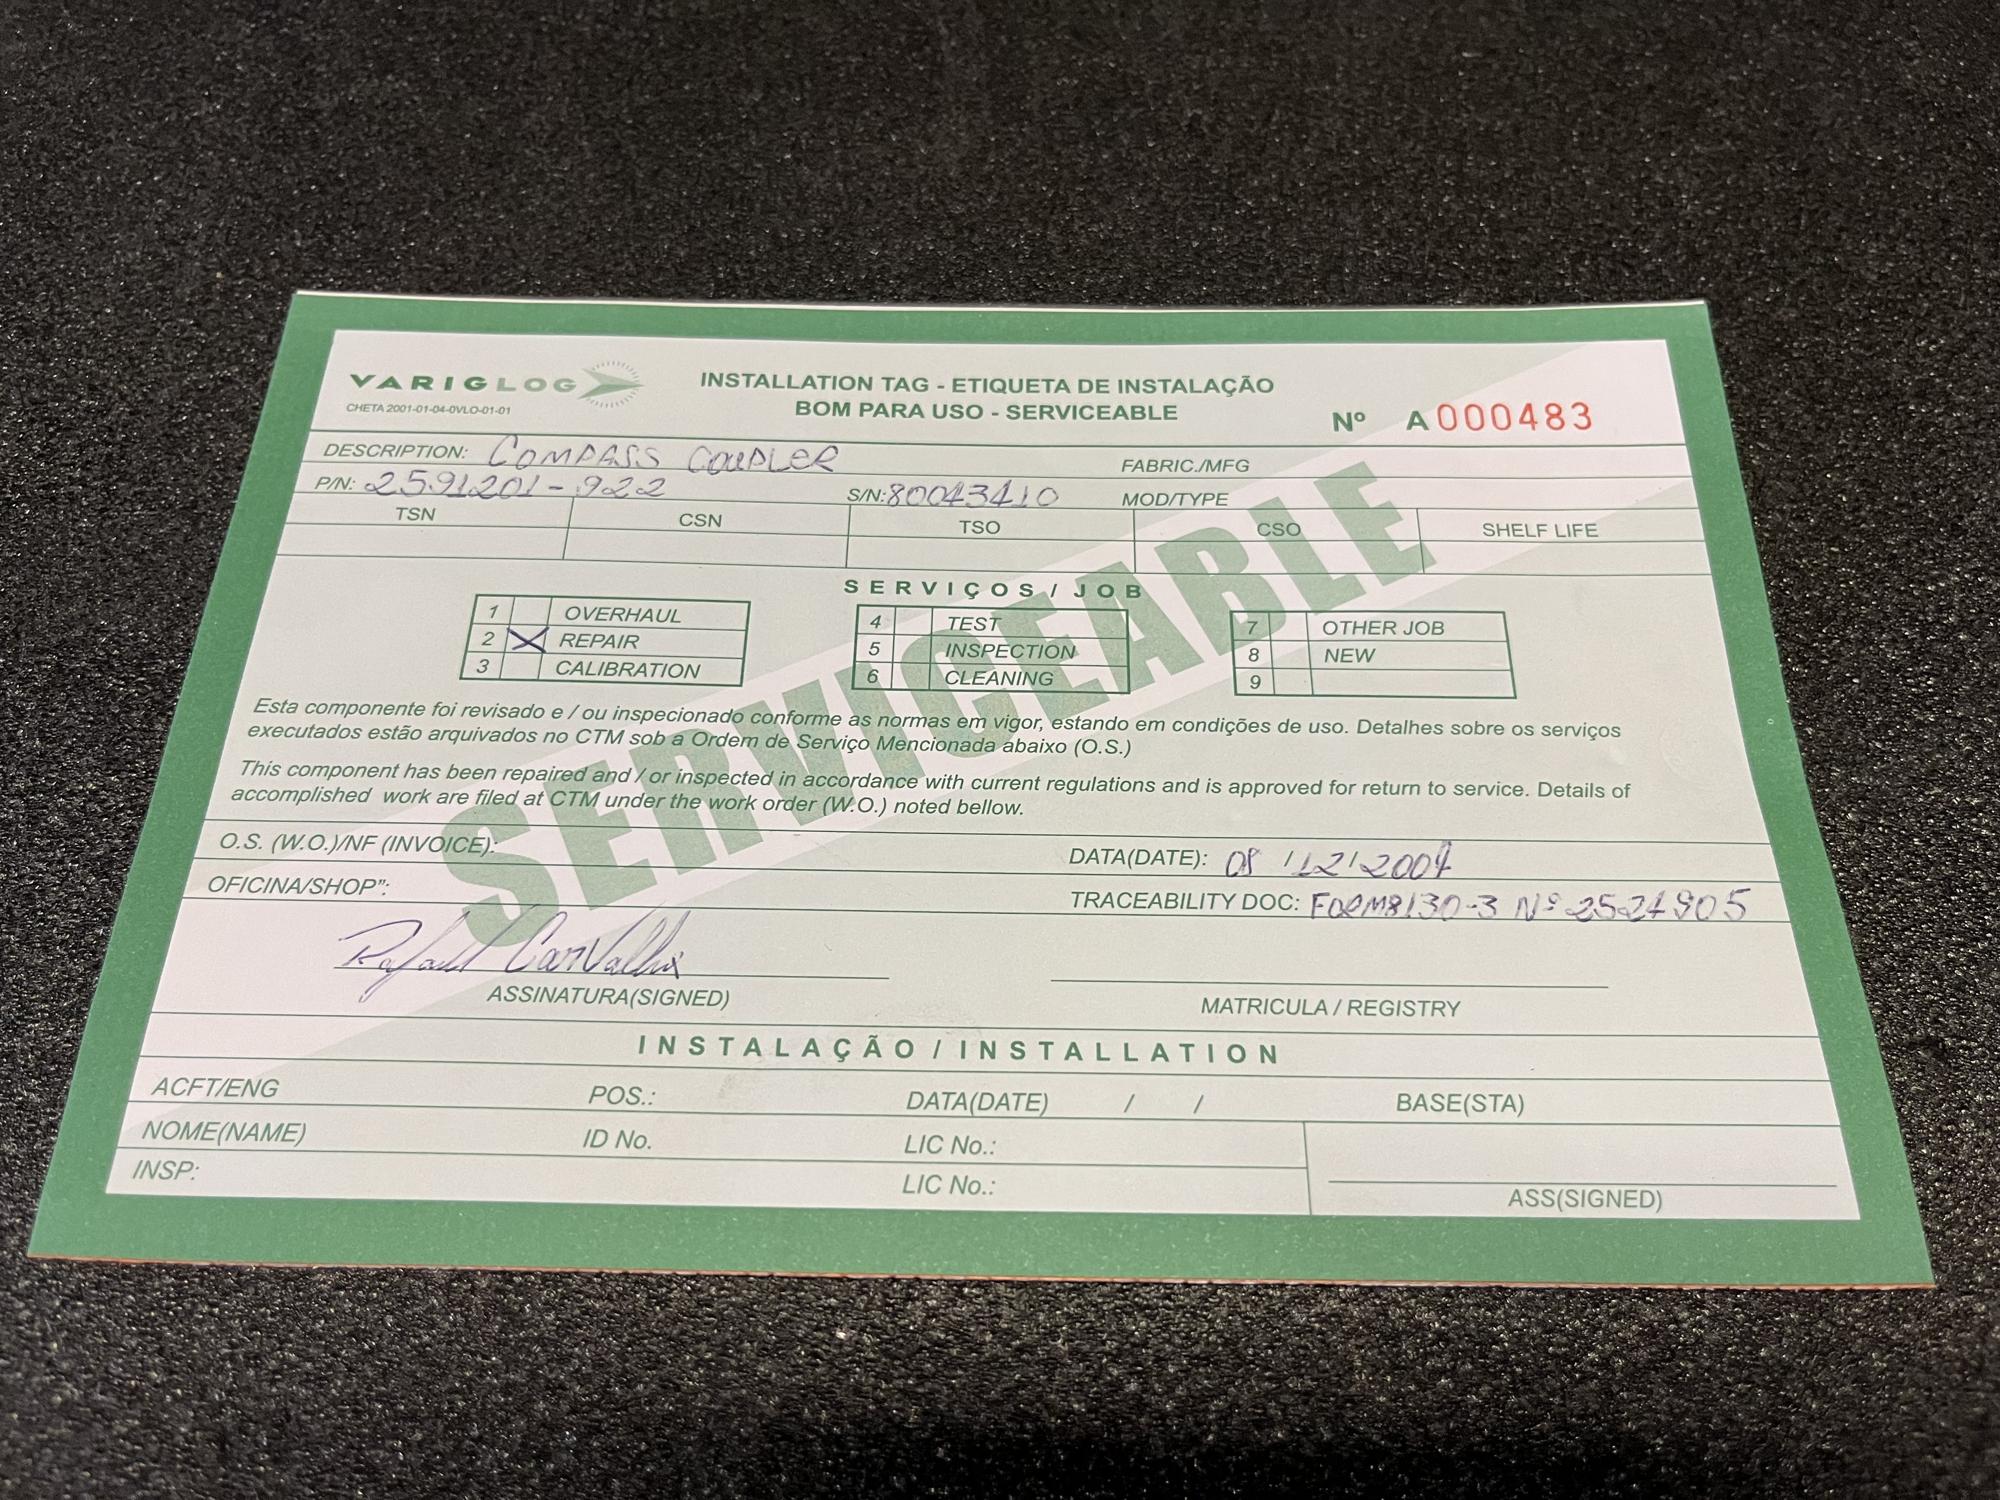 VARIGLOG
CHETA 2001-01-04-0VLO-01-01
INSTALLATION TAG - ETIQUETA DE INSTALAÇÃO
BOM PARA USO - SERVICEABLE
Nº A 000483
DESCRIPTION: COMPASS COUPLER FABRIC./MFG
P/N: 2591201-922 S/N: 80043410 MOD/TYPE
TSN CSN TSO CSO SHELF LIFE
SERVIÇOS / JOB
1 OVERHAUL 4 TEST 7 OTHER JOB
2 X REPAIR 5 INSPECTION 8 NEW
3 CALIBRATION 6 CLEANING 9
SERVICEABLE
Esta componente foi revisado e / ou inspecionado conforme as normas em vigor, estando em condições de uso. Detalhes sobre os serviços
executados estão arquivados no CTM sob a Ordem de Serviço Mencionada abaixo (O.S.)
This component has been repaired and / or inspected in accordance with current regulations and is approved for return to service. Details of
accomplished work are filed at CTM under the work order (W.O.) noted bellow.
O.S. (W.O.)/NF (INVOICE): DATA(DATE): 08 / 12 / 2004
OFICINA/SHOP": TRACEABILITY DOC: FORM8130-3 Nº 2524905
Rafael Carvalho
ASSINATURA(SIGNED) MATRICULA / REGISTRY
INSTALAÇÃO / INSTALLATION
ACFT/ENG POS.: DATA(DATE) / / BASE(STA)
NOME(NAME) ID No. LIC No.:
INSP: LIC No.:
ASS(SIGNED)